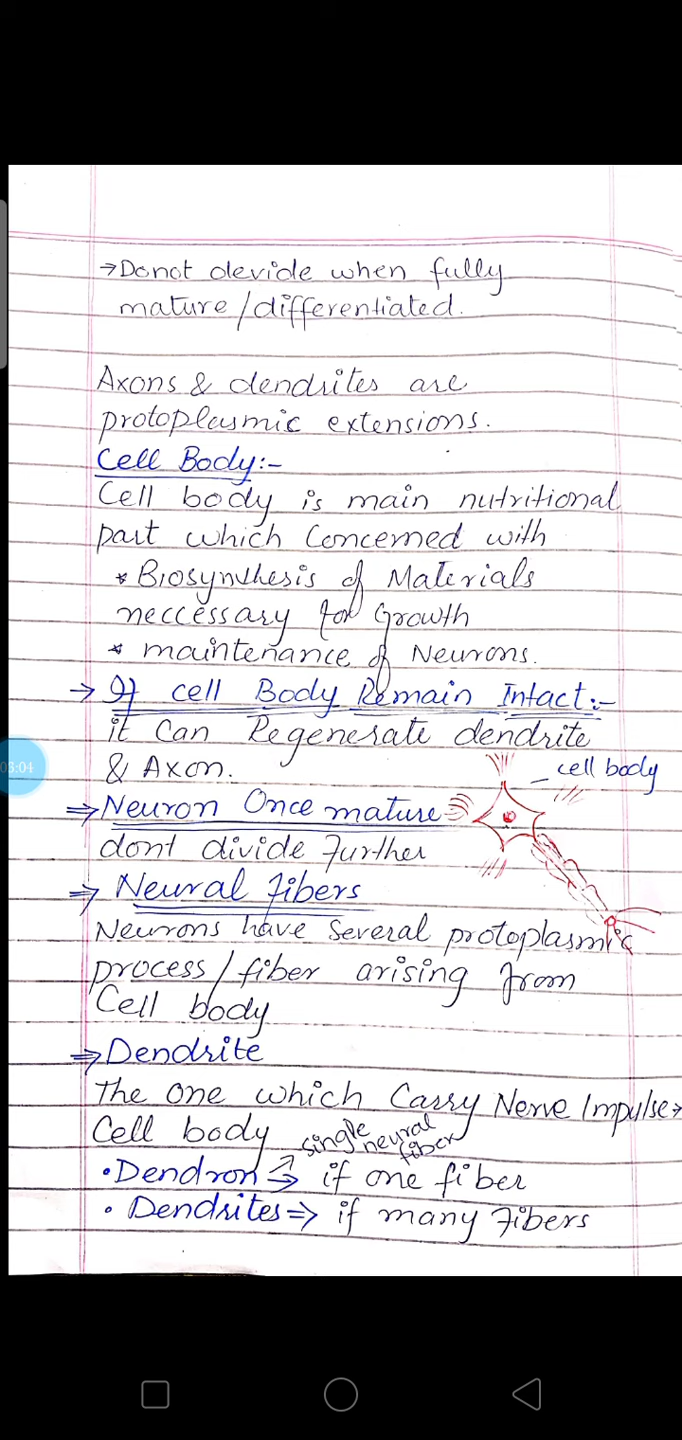 →Donot devide when fully
mature/differentiated.
Axons & dendrites are
protoplasmic extensions.
Cell Body:-
Cell body is main nutritional
part which Concerned with
* Biosynthesis of Materials
neccessary for Growth
* maintenance of Neurons.
→ If cell Body Remain Intact:-
it Can Regenerate dendrite
& Axon.
cell body
03:04
⇒ Neuron Once mature
dont divide Further
⇒ Neural Fibers
Neurons have Several protoplasmic
process/fiber arising from
Cell body
⇒ Dendrite
The One which Carry Nerve Impulse→
Cell body
single
neural
fiber
• Dendron ⇒ if one fiber
• Dendrites ⇒ if many Fibers